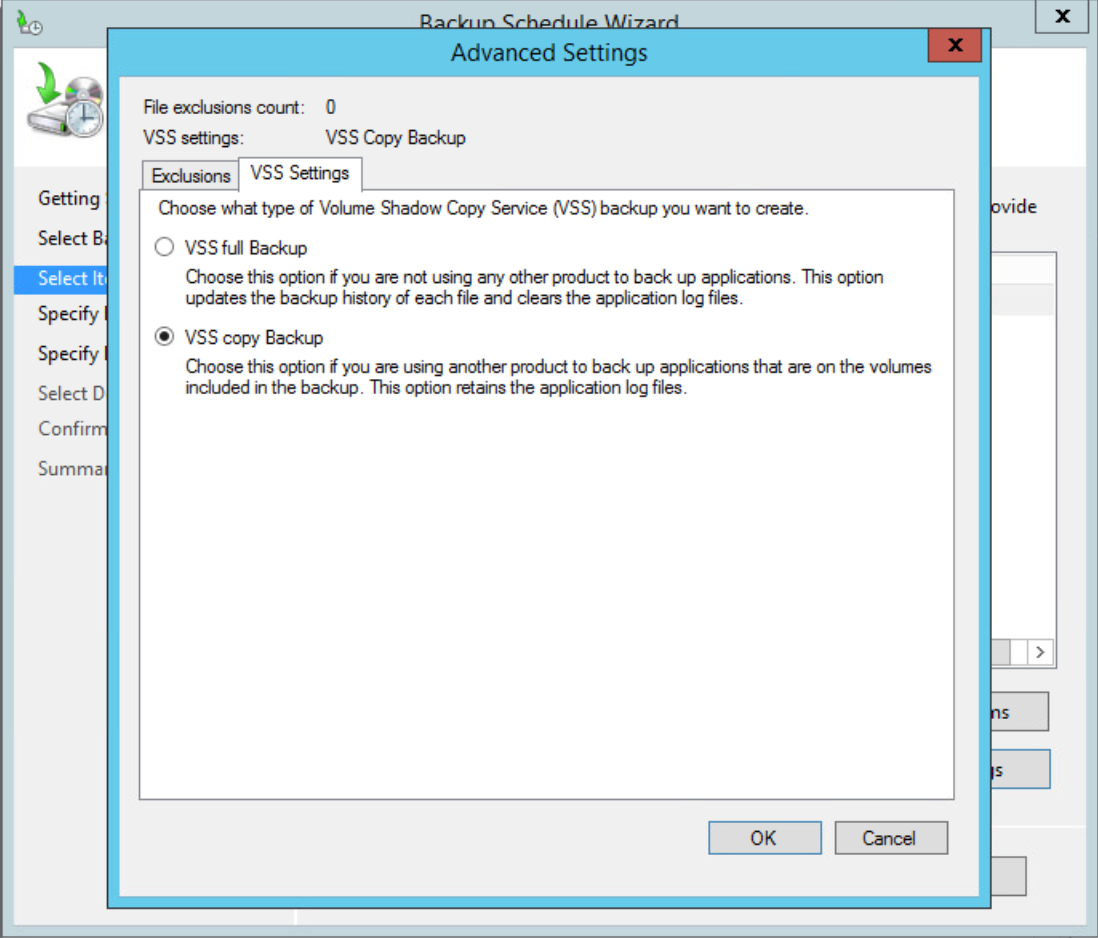 Backup Schedule Wizard
x
Advanced Settings
x
File exclusions count: 0
VSS settings: VSS Copy Backup
Exclusions
VSS Settings
Choose what type of Volume Shadow Copy Service (VSS) backup you want to create.
VSS full Backup
Choose this option if you are not using any other product to back up applications. This option
updates the backup history of each file and clears the application log files.
VSS copy Backup
Choose this option if you are using another product to back up applications that are on the volumes
included in the backup. This option retains the application log files.
OK
Cancel
Getting
Select Ba
Select Ite
Specify
Specify
Select D
Confirm
Summar
ovide
ms
gs